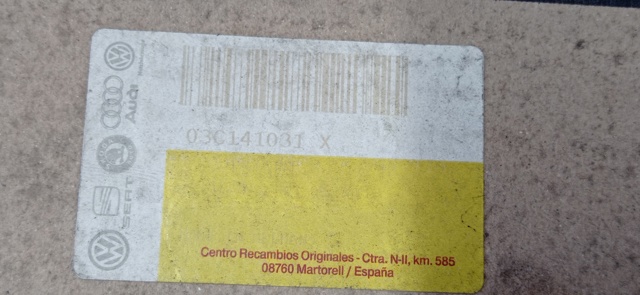 03C141031 X
Audi
SEAT
Centro Recambios Originales - Ctra. N-II, km. 585
08760 Martorell / España